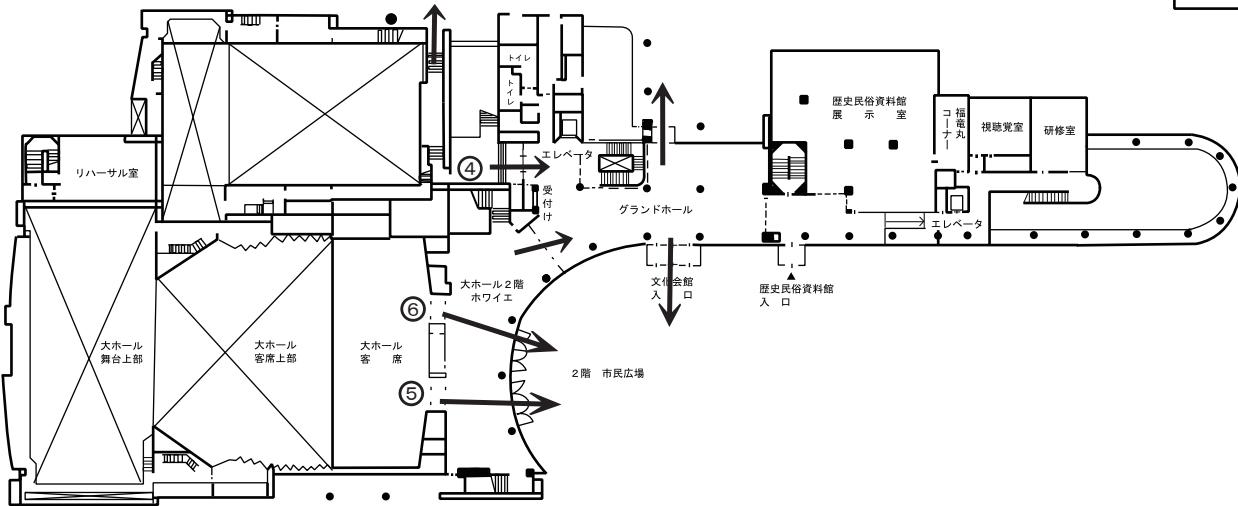 トイレ
トイレ
エレベータ
④
受付け
リハーサル室
グランドホール
歴史民俗資料館
展示室
福竜丸
コーナー
視聴覚室
研修室
エレベータ
文化会館
入口
歴史民俗資料館
入口
大ホール２階
ホワイエ
⑥
大ホール
舞台上部
大ホール
客席上部
大ホール
客席
⑤
２階 市民広場